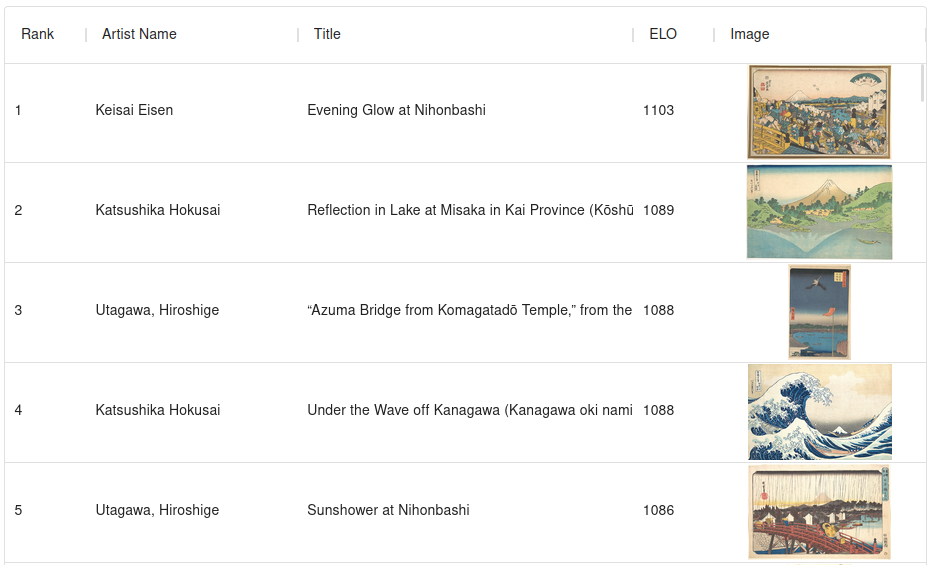 Rank Artist Name Title ELO Image
1 Keisai Eisen Evening Glow at Nihonbashi 1103
2 Katsushika Hokusai Reflection in Lake at Misaka in Kai Province (Kōshū 1089
3 Utagawa, Hiroshige “Azuma Bridge from Komagatadō Temple,” from the 1088
4 Katsushika Hokusai Under the Wave off Kanagawa (Kanagawa oki nami 1088
5 Utagawa, Hiroshige Sunshower at Nihonbashi 1086